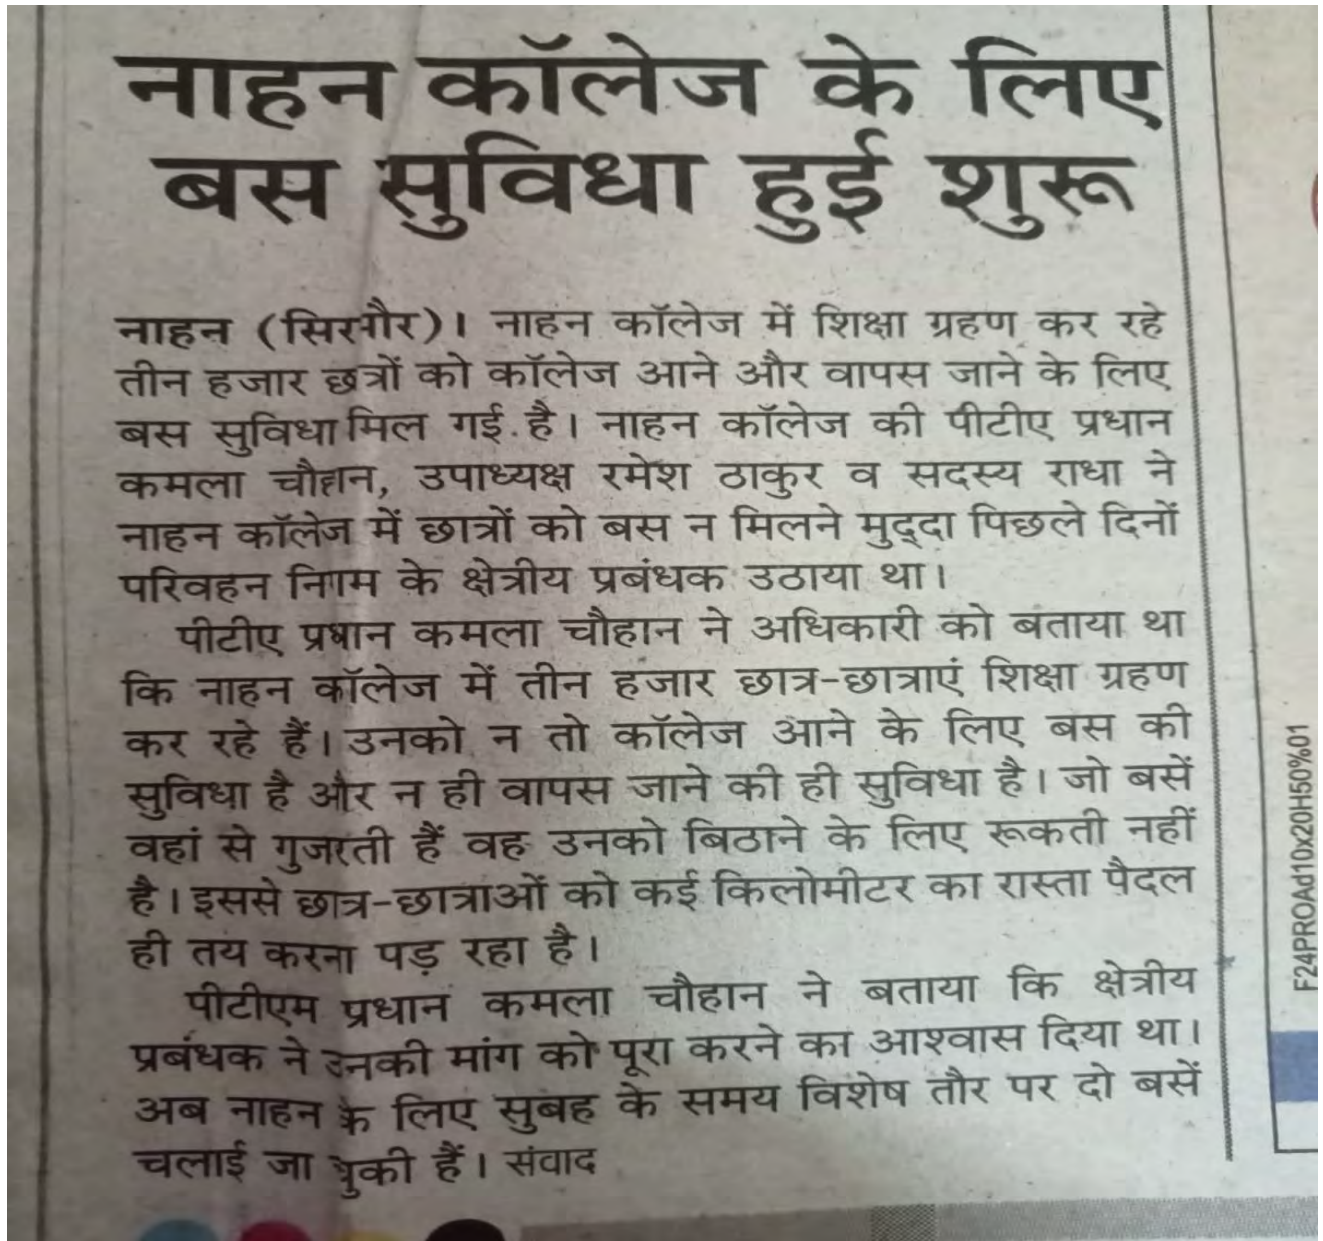 नाहन कॉलेज के लिए
बस सुविधा हुई शुरू
नाहन (सिरमौर)। नाहन कॉलेज में शिक्षा ग्रहण कर रहे
तीन हजार छत्रों को कॉलेज आने और वापस जाने के लिए
बस सुविधा मिल गई है। नाहन कॉलेज की पीटीए प्रधान
कमला चौहान, उपाध्यक्ष रमेश ठाकुर व सदस्य राधा ने
नाहन कॉलेज में छात्रों को बस न मिलने मुद्दा पिछले दिनों
परिवहन निगम के क्षेत्रीय प्रबंधक उठाया था।
पीटीए प्रधान कमला चौहान ने अधिकारी को बताया था
कि नाहन कॉलेज में तीन हजार छात्र-छात्राएं शिक्षा ग्रहण
कर रहे हैं। उनको न तो कॉलेज आने के लिए बस की
सुविधा है और न ही वापस जाने की ही सुविधा है। जो बसें
वहां से गुजरती हैं वह उनको बिठाने के लिए रूकती नहीं
है। इससे छात्र-छात्राओं को कई किलोमीटर का रास्ता पैदल
ही तय करना पड़ रहा है।
पीटीएम प्रधान कमला चौहान ने बताया कि क्षेत्रीय
प्रबंधक ने उनकी मांग को पूरा करने का आश्वास दिया था।
अब नाहन के लिए सुबह के समय विशेष तौर पर दो बसें
चलाई जा चुकी हैं। संवाद
F24PROAd10x20H50%01